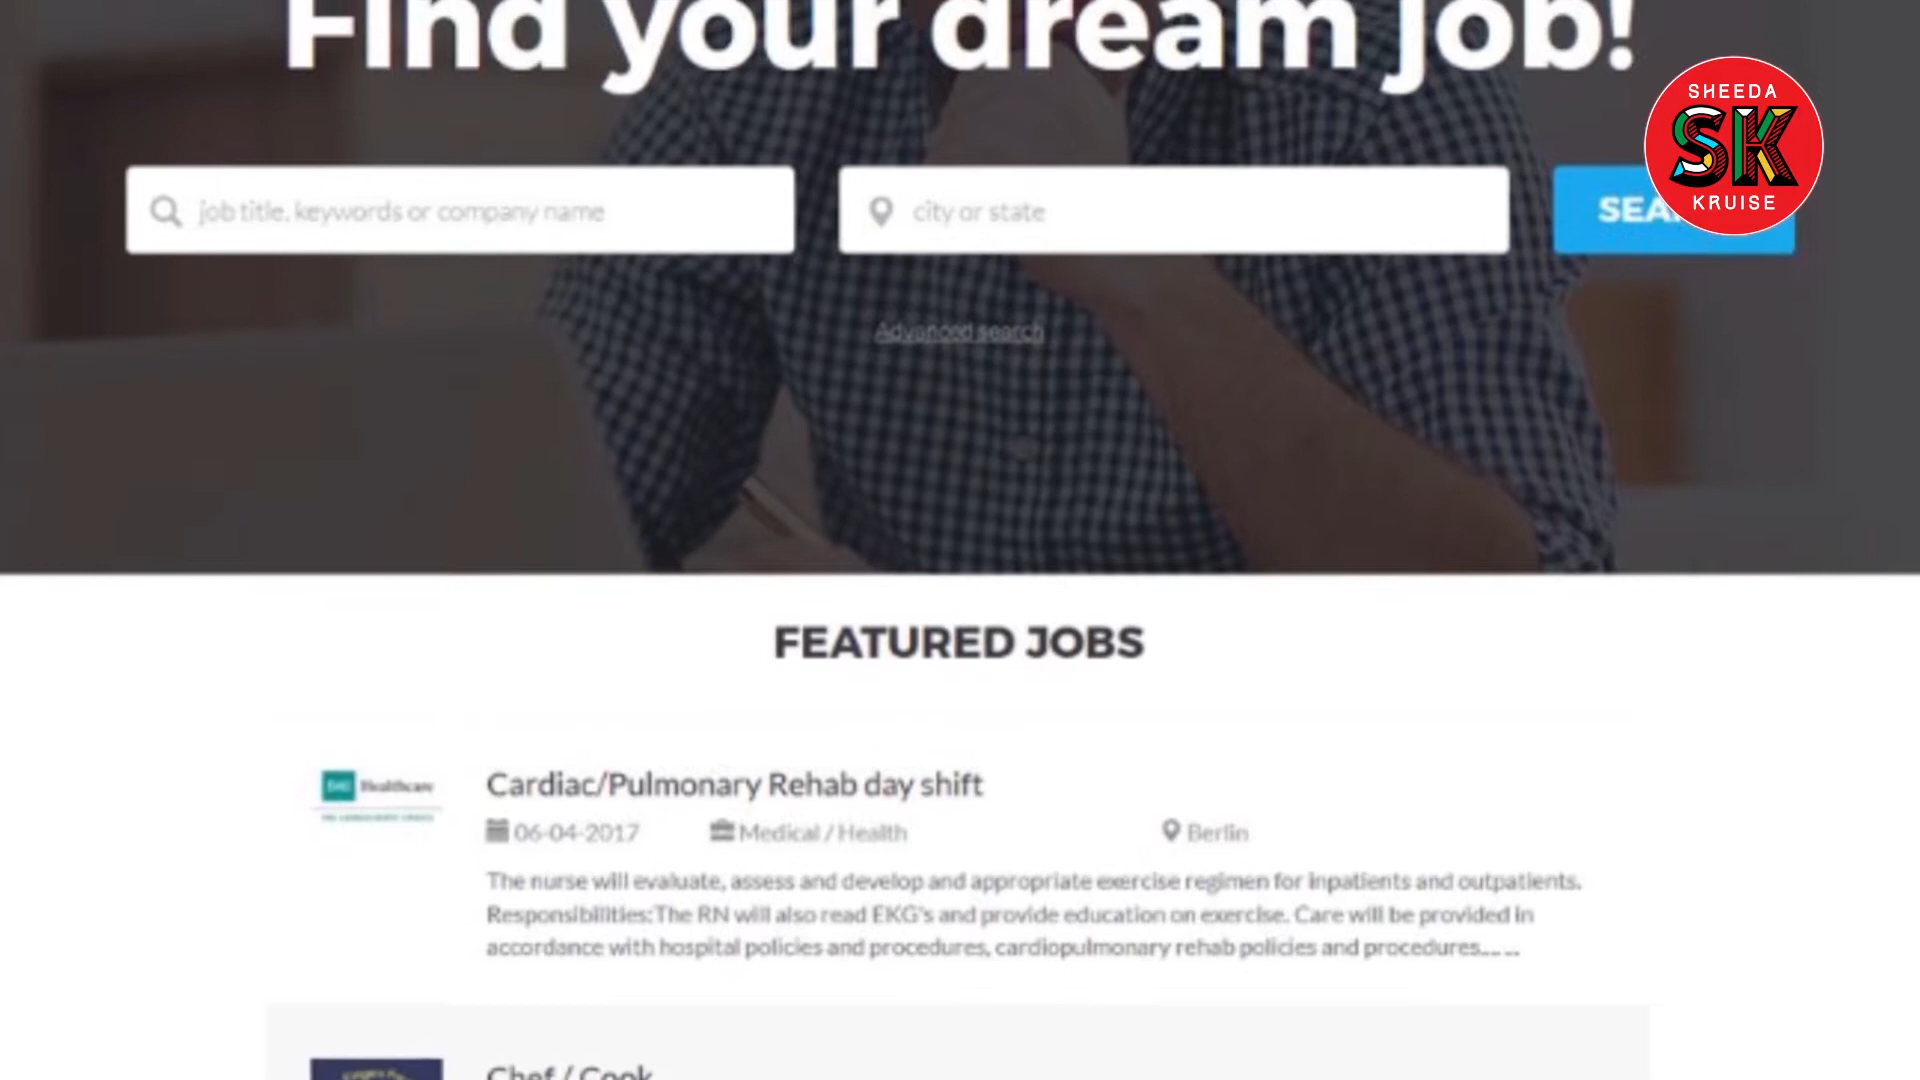 Find your dream job!
SHEEDA
SK
KRUISE
job title, keywords or company name
city or state
SEA
Advanced search
FEATURED JOBS
Healthcare
Cardiac/Pulmonary Rehab day shift
06-04-2017
Medical / Health
Berlin
The nurse will evaluate, assess and develop and appropriate exercise regimen for inpatients and outpatients.
Responsibilities:The RN will also read EKG's and provide education on exercise. Care will be provided in
accordance with hospital policies and procedures, cardiopulmonary rehab policies and procedures.... ...
Chef / Cook